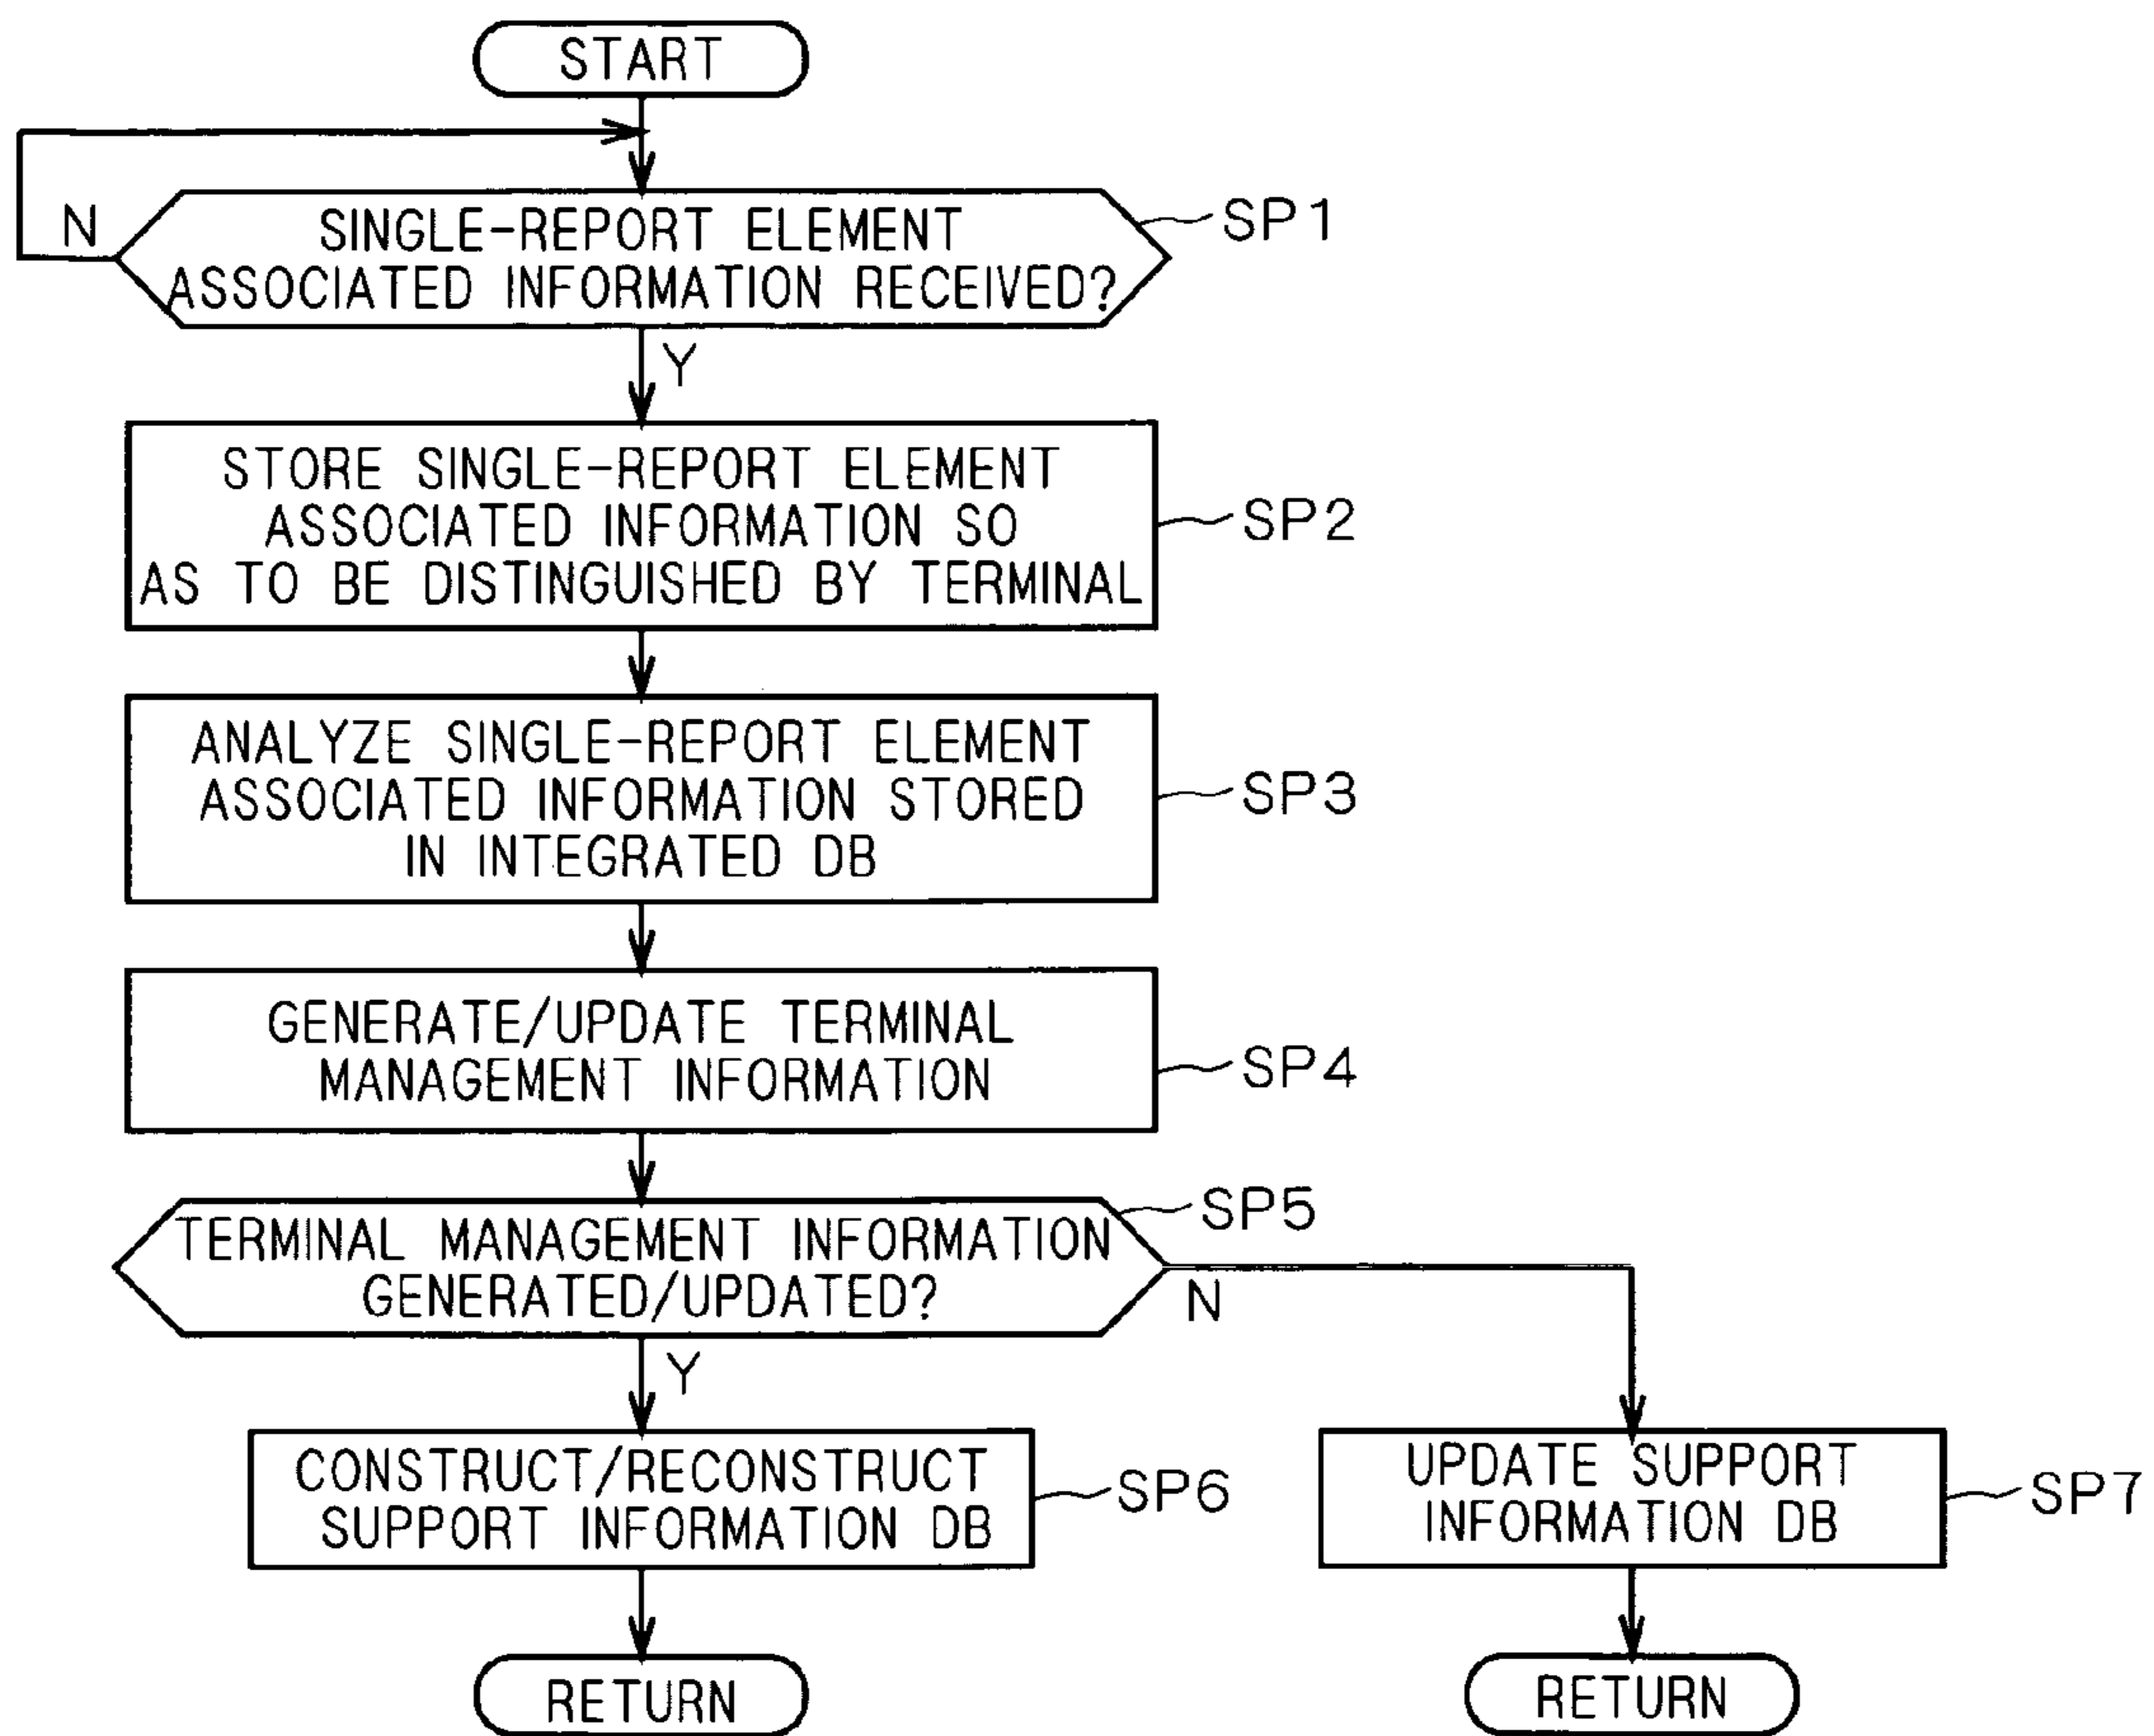 START
N
SINGLE-REPORT ELEMENT
ASSOCIATED INFORMATION RECEIVED?
SP1
Y
STORE SINGLE-REPORT ELEMENT
ASSOCIATED INFORMATION SO
AS TO BE DISTINGUISHED BY TERMINAL
SP2
ANALYZE SINGLE-REPORT ELEMENT
ASSOCIATED INFORMATION STORED
IN INTEGRATED DB
SP3
GENERATE/UPDATE TERMINAL
MANAGEMENT INFORMATION
SP4
TERMINAL MANAGEMENT INFORMATION
GENERATED/UPDATED?
SP5
N
Y
CONSTRUCT/RECONSTRUCT
SUPPORT INFORMATION DB
SP6
UPDATE SUPPORT
INFORMATION DB
SP7
RETURN
RETURN